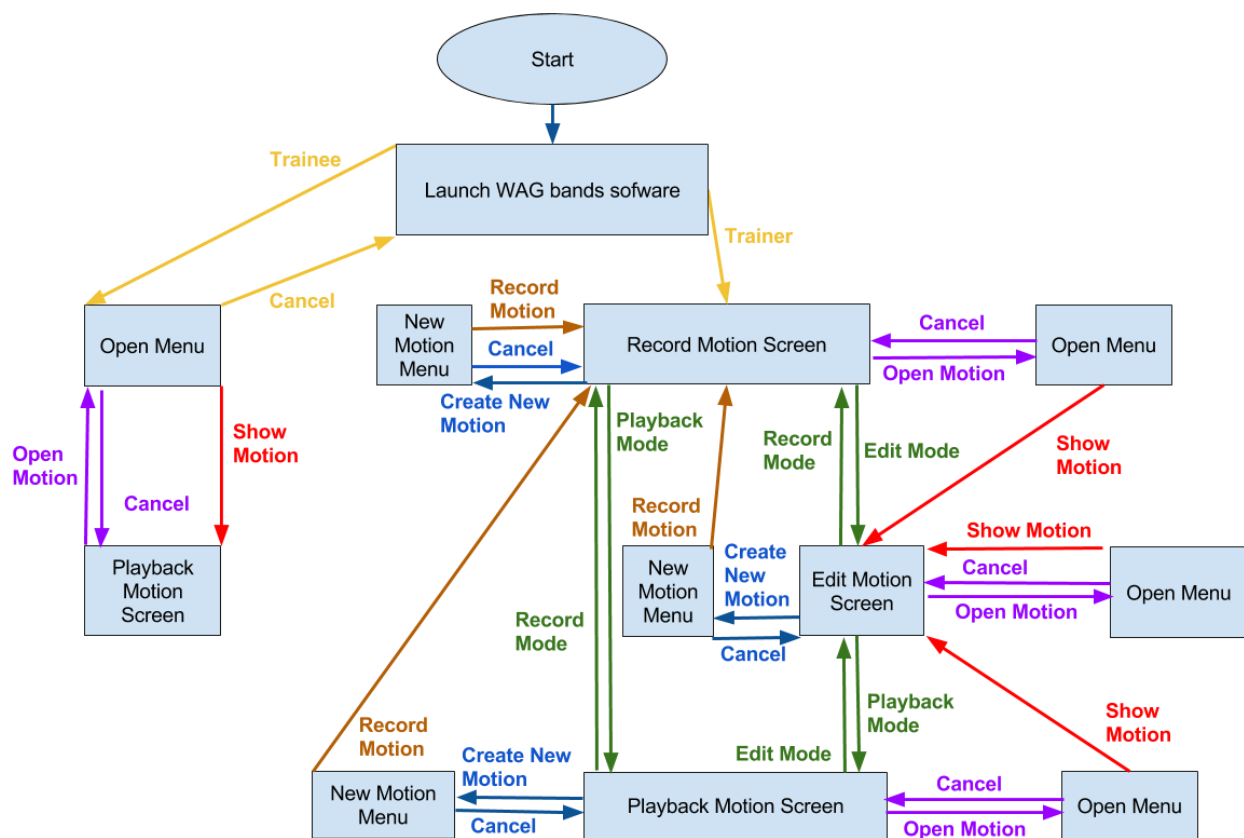 Start
Trainee
Launch WAG bands sofware
Trainer
Cancel
Record
Motion
New
Motion
Menu
Cancel
Create New
Motion
Record Motion Screen
Cancel
Open Motion
Open Menu
Open Menu
Open
Motion
Cancel
Show
Motion
Playback
Motion
Screen
Playback
Mode
Record
Mode
Edit Mode
Show
Motion
Record
Motion
New
Motion
Menu
Create
New
Motion
Cancel
Edit Motion
Screen
Show Motion
Cancel
Open Motion
Open Menu
Record
Mode
Playback
Mode
Edit Mode
Show
Motion
Record
Motion
New Motion
Menu
Create New
Motion
Cancel
Playback Motion Screen
Cancel
Open Motion
Open Menu